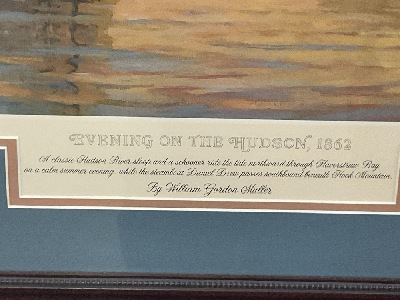 EVENING ON THE HUDSON, 1862
A classic Hudson River sloop and a schooner ride the tide northward through Haverstraw Bay
on a calm summer evening, while the steamboat Daniel Drew passes southbound beneath Hook Mountain.
By William Gordon Muller